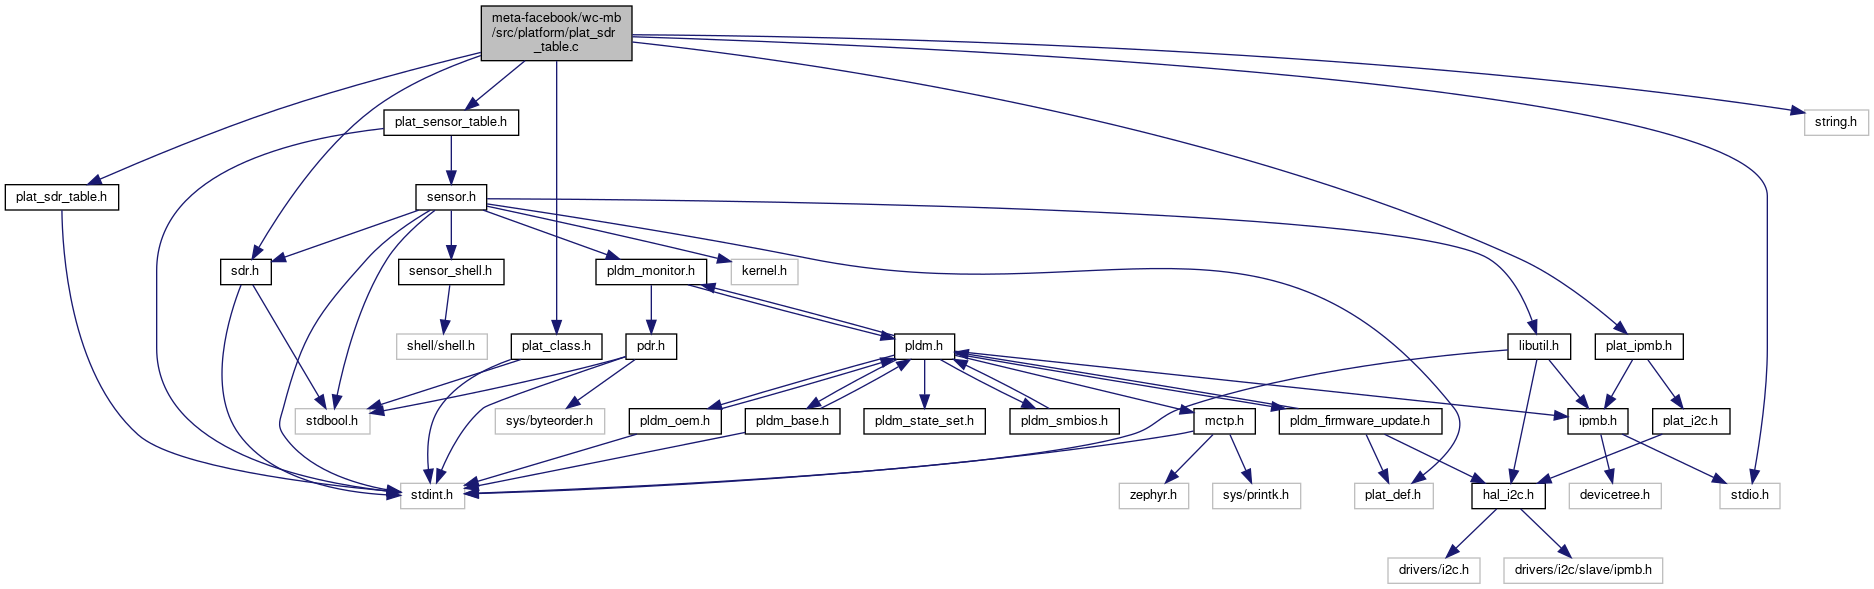 meta-facebook/wc-mb
/src/platform/plat_sdr
_table.c
plat_sensor_table.h
string.h
plat_sdr_table.h
sensor.h
sdr.h
sensor_shell.h
pldm_monitor.h
kernel.h
shell/shell.h
plat_class.h
pdr.h
pldm.h
libutil.h
plat_ipmb.h
stdbool.h
sys/byteorder.h
pldm_oem.h
pldm_base.h
pldm_state_set.h
pldm_smbios.h
mctp.h
pldm_firmware_update.h
ipmb.h
plat_i2c.h
stdint.h
zephyr.h
sys/printk.h
plat_def.h
hal_i2c.h
devicetree.h
stdio.h
drivers/i2c.h
drivers/i2c/slave/ipmb.h